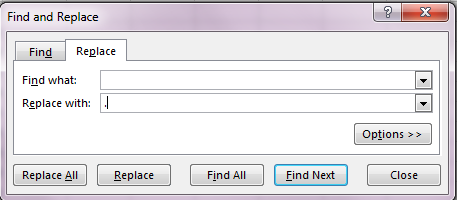 Find and Replace
Find Replace
Find what:
Replace with: .
Options >>
Replace All Replace Find All Find Next Close